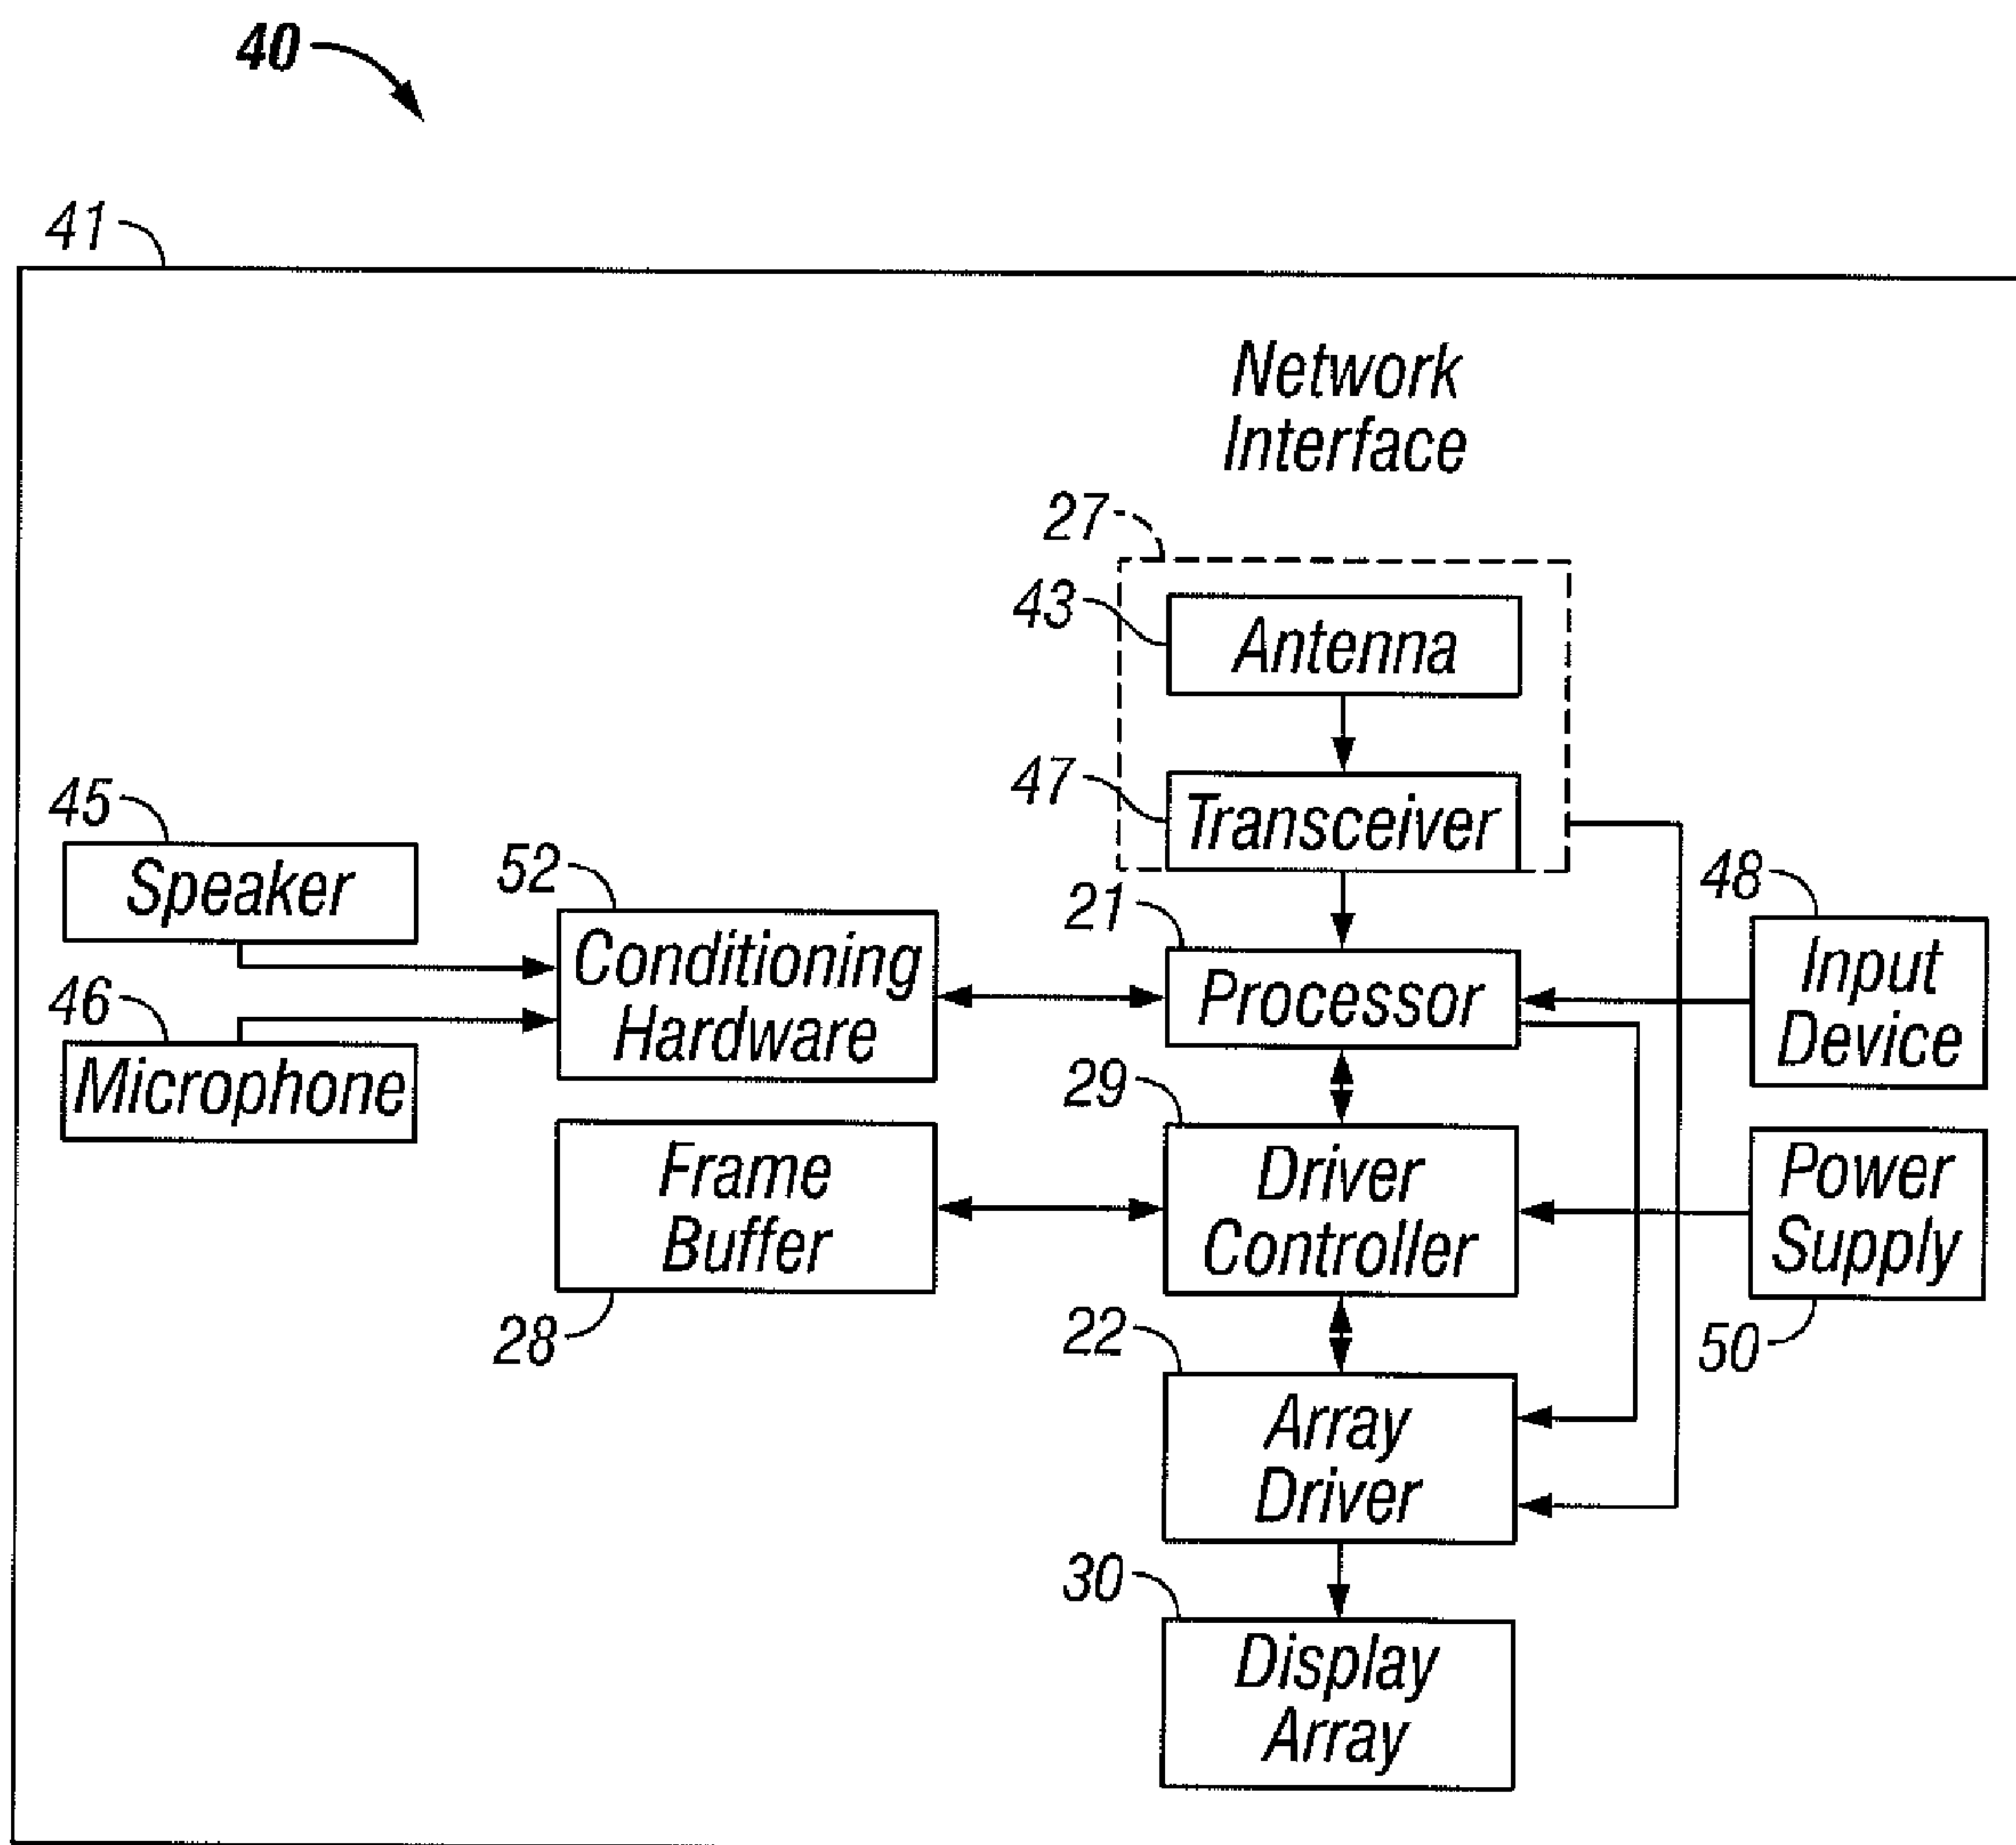 40
41
Network
Interface
27
43
Antenna
47
Transceiver
45
Speaker
52
Conditioning
Hardware
21
Processor
48
Input
Device
46
Microphone
29
Driver
Controller
Frame
Buffer
28
Power
Supply
50
22
Array
Driver
30
Display
Array